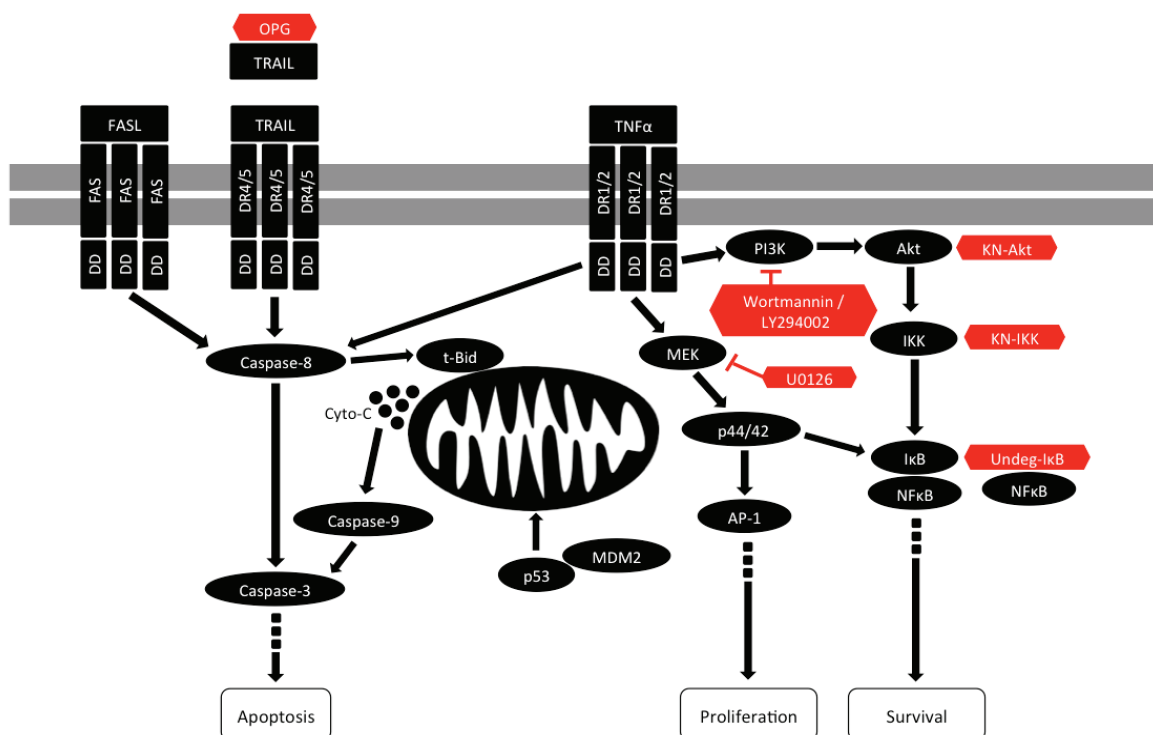 OPG
TRAIL
FASL
TRAIL
TNFα
FAS
FAS
FAS
DR4/5
DR4/5
DR4/5
DR1/2
DR1/2
DR1/2
DD
DD
DD
DD
DD
DD
DD
DD
DD
PI3K
Akt
KN-Akt
Wortmannin /
LY294002
Caspase-8
t-Bid
MEK
IKK
KN-IKK
U0126
Cyto-C
p44/42
IκB
Undeg-IκB
NFκB
NFκB
Caspase-9
AP-1
p53
MDM2
Caspase-3
Apoptosis
Proliferation
Survival